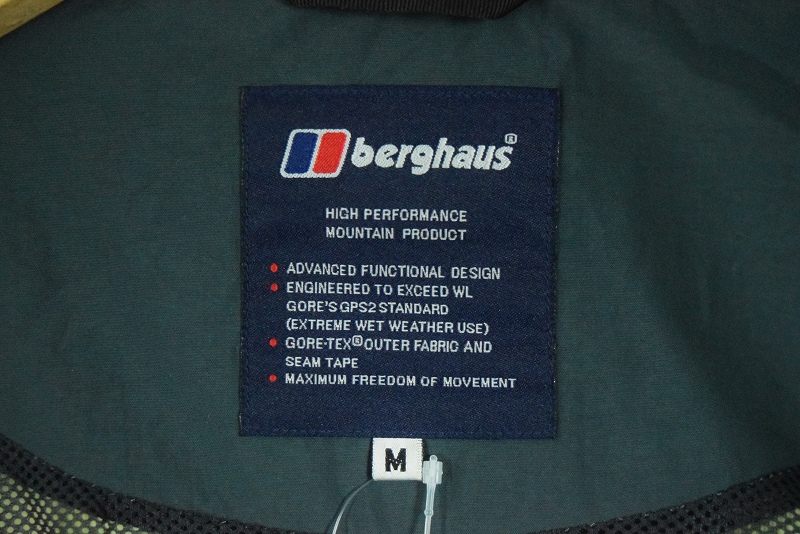 berghaus®
HIGH PERFORMANCE
MOUNTAIN PRODUCT
• ADVANCED FUNCTIONAL DESIGN
• ENGINEERED TO EXCEED WL
GORE'S GPS2 STANDARD
(EXTREME WET WEATHER USE)
• GORE-TEX® OUTER FABRIC AND
SEAM TAPE
• MAXIMUM FREEDOM OF MOVEMENT
M